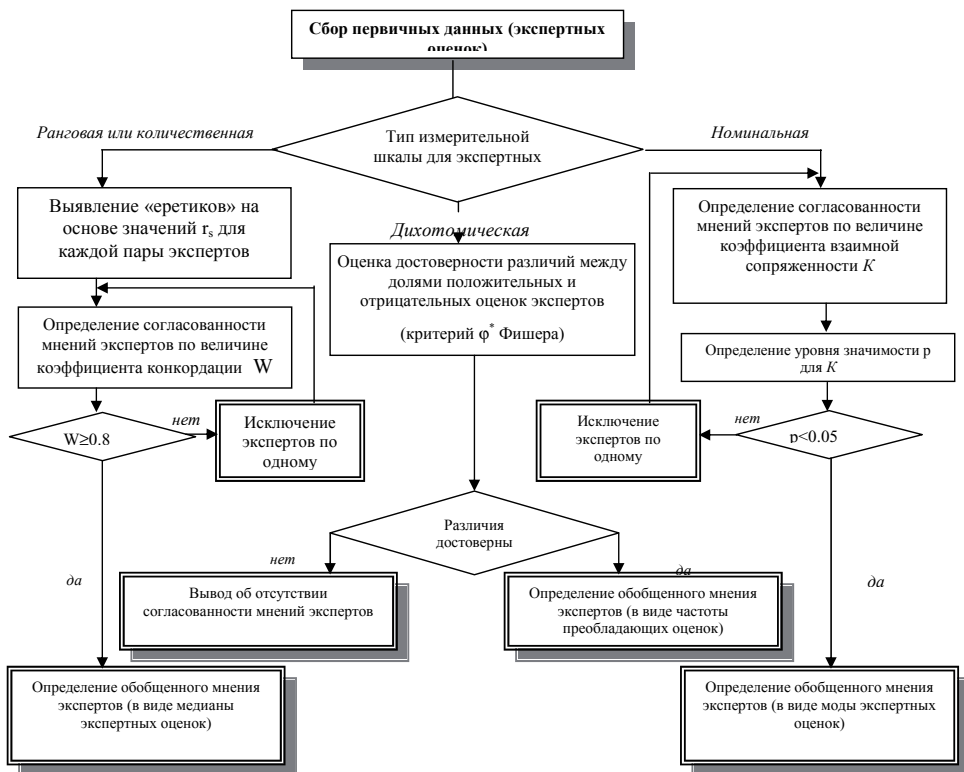 Сбор первичных данных (экспертных
оценок)
Ранговая или количественная
Тип измерительной
шкалы для экспертных
Номинальная
Выявление «еретиков» на
основе значений rₛ для
каждой пары экспертов
Определение согласованности
мнений экспертов по величине
коэффициента конкордации W
W≥0.8
нет
Исключение
экспертов по
одному
да
Определение обобщенного мнения
экспертов (в виде медианы
экспертных оценок)
Дихотомическая
Оценка достоверности различий между
долями положительных и
отрицательных оценок экспертов
(критерий φ* Фишера)
Различия
достоверны
нет
Вывод об отсутствии
согласованности мнений экспертов
да
Определение обобщенного мнения
экспертов (в виде частоты
преобладающих оценок)
Определение согласованности
мнений экспертов по величине
коэффициента взаимной
сопряженности К
Определение уровня значимости р
для К
p<0.05
нет
Исключение
экспертов по
одному
да
Определение обобщенного мнения
экспертов (в виде моды экспертных
оценок)